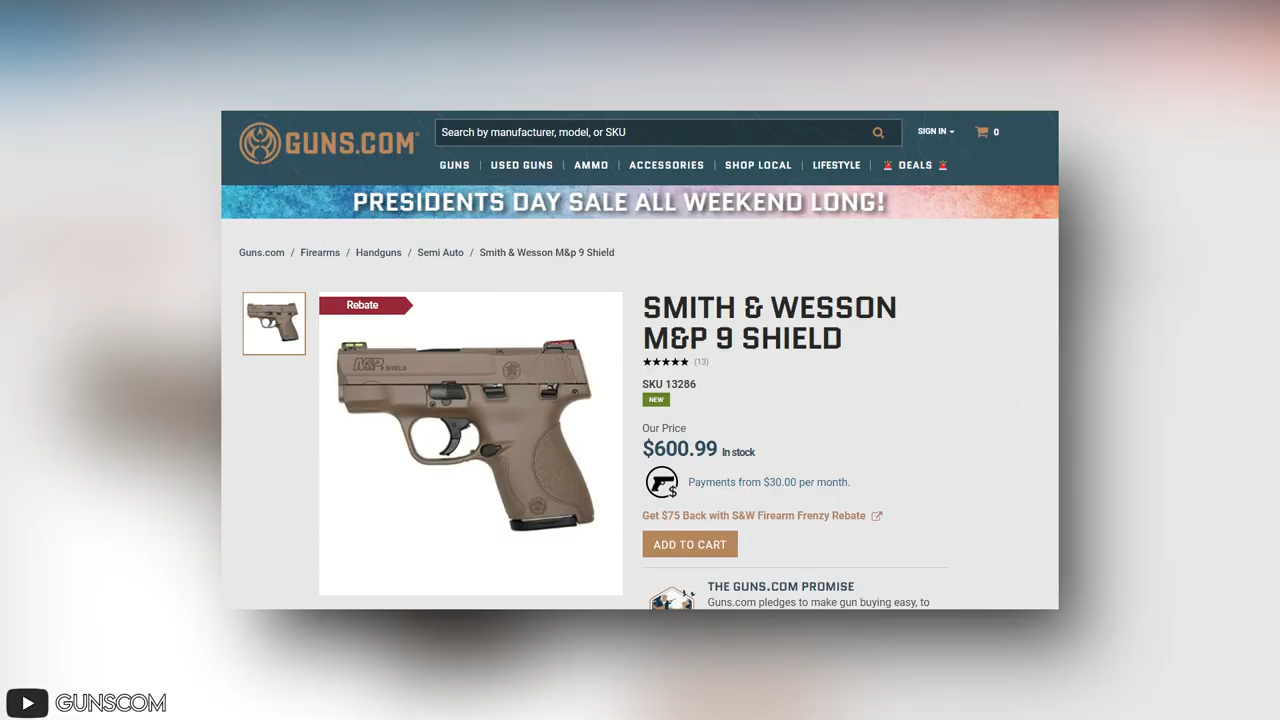 GUNS.COM
Search by manufacturer, model, or SKU
SIGN IN
0
GUNS | USED GUNS | AMMO | ACCESSORIES | SHOP LOCAL | LIFESTYLE | DEALS
PRESIDENTS DAY SALE ALL WEEKEND LONG!
Guns.com / Firearms / Handguns / Semi Auto / Smith & Wesson M&p 9 Shield
Rebate
M&P 9 SHIELD
SMITH & WESSON
M&P 9 SHIELD
(13)
SKU 13286
NEW
Our Price
$600.99 In stock
Payments from $30.00 per month.
Get $75 Back with S&W Firearm Frenzy Rebate
ADD TO CART
THE GUNS.COM PROMISE
Guns.com pledges to make gun buying easy, to
GUNSCOM